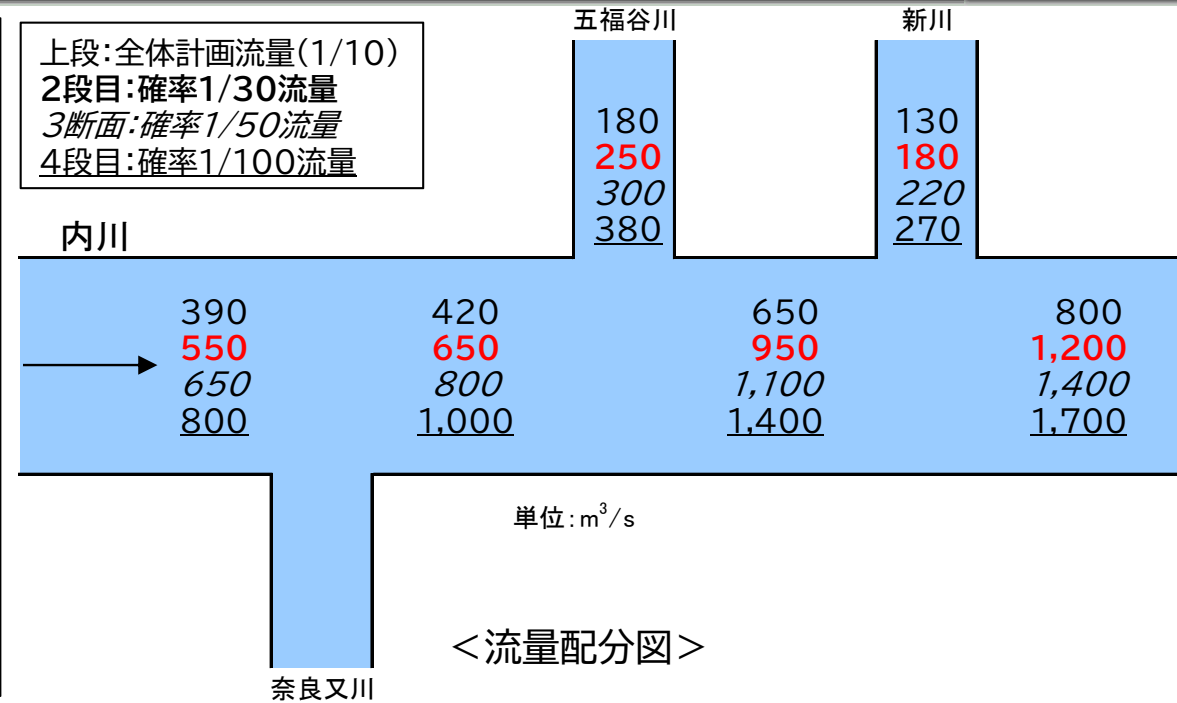 五福谷川
新川
上段:全体計画流量(1/10)
2段目:確率1/30流量
3断面:確率1/50流量
4段目:確率1/100流量
180
250
300
380
130
180
220
270
内川
390
550
650
800
420
650
800
1,000
650
950
1,100
1,400
800
1,200
1,400
1,700
単位:m³/s
<流量配分図>
奈良又川